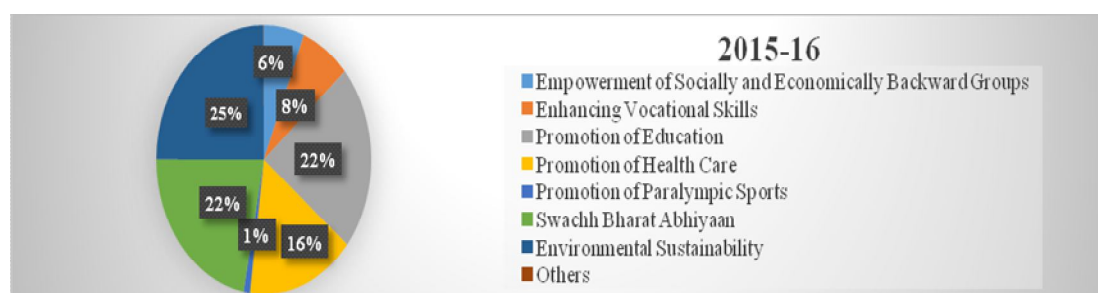 2015-16
6%
8%
25%
22%
22%
1%
16%
Empowerment of Socially and Economically Backward Groups
Enhancing Vocational Skills
Promotion of Education
Promotion of Health Care
Promotion of Paralympic Sports
Swachh Bharat Abhiyaan
Environmental Sustainability
Others